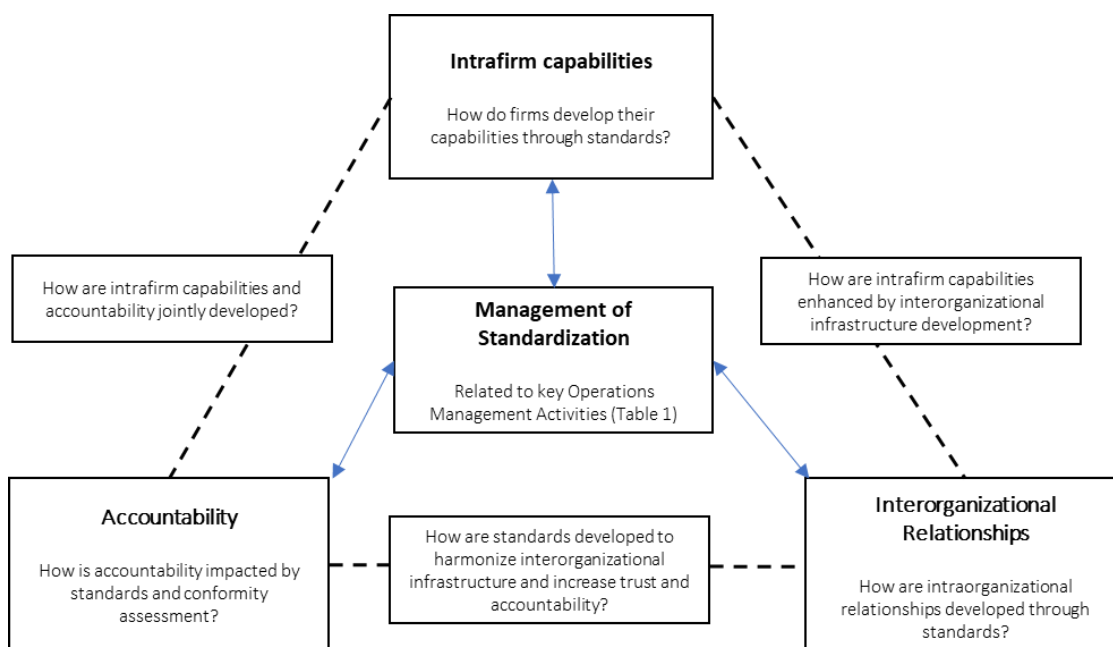 Intrafirm capabilities
How do firms develop their
capabilities through standards?
How are intrafirm capabilities and
accountability jointly developed?
How are intrafirm capabilities
enhanced by interorganizational
infrastructure development?
Management of
Standardization
Related to key Operations
Management Activities (Table 1)
Accountability
How is accountability impacted by
standards and conformity
assessment?
How are standards developed to
harmonize interorganizational
infrastructure and increase trust and
accountability?
Interorganizational
Relationships
How are intraorganizational
relationships developed through
standards?